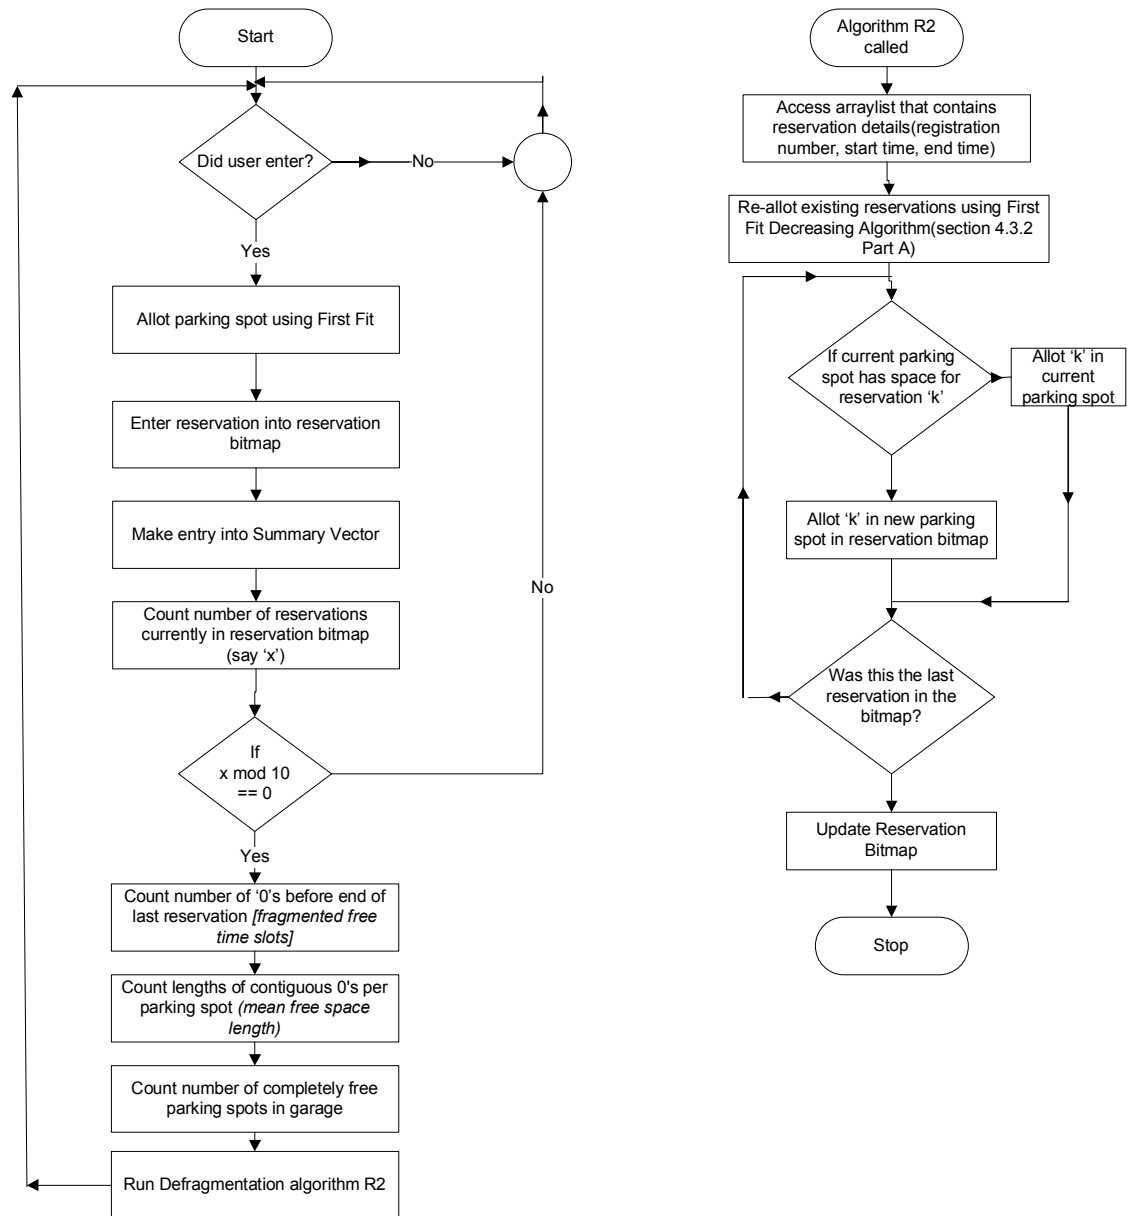 Start
Did user enter?
No
Yes
Allot parking spot using First Fit
Enter reservation into reservation
bitmap
Make entry into Summary Vector
Count number of reservations
currently in reservation bitmap
(say ‘x’)
No
If
x mod 10
== 0
Yes
Count number of ‘0’s before end of
last reservation [fragmented free
time slots]
Count lengths of contiguous 0's per
parking spot (mean free space
length)
Count number of completely free
parking spots in garage
Run Defragmentation algorithm R2
Algorithm R2
called
Access arraylist that contains
reservation details(registration
number, start time, end time)
Re-allot existing reservations using First
Fit Decreasing Algorithm(section 4.3.2
Part A)
If current parking
spot has space for
reservation ‘k’
Allot ‘k’ in
current
parking spot
Allot ‘k’ in new parking
spot in reservation bitmap
Was this the last
reservation in the
bitmap?
Update Reservation
Bitmap
Stop